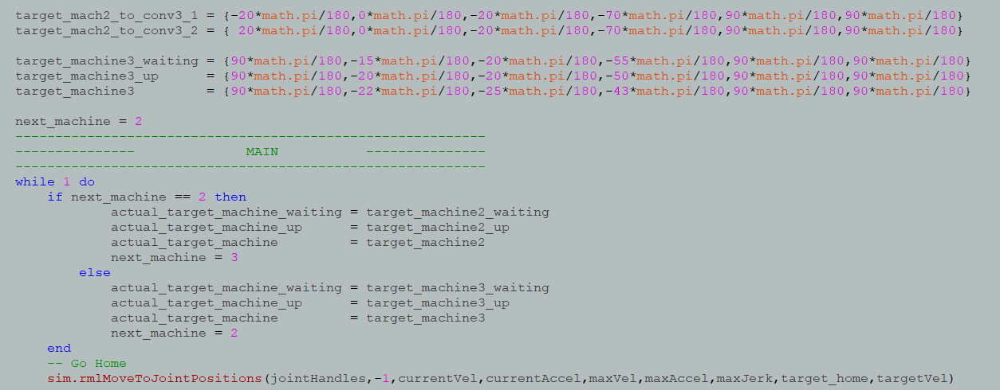 target_mach2_to_conv3_1 = {-20*math.pi/180,0*math.pi/180,-20*math.pi/180,-70*math.pi/180,90*math.pi/180,90*math.pi/180}
target_mach2_to_conv3_2 = { 20*math.pi/180,0*math.pi/180,-20*math.pi/180,-70*math.pi/180,90*math.pi/180,90*math.pi/180}
target_machine3_waiting = {90*math.pi/180,-15*math.pi/180,-20*math.pi/180,-55*math.pi/180,90*math.pi/180,90*math.pi/180}
target_machine3_up      = {90*math.pi/180,-20*math.pi/180,-20*math.pi/180,-50*math.pi/180,90*math.pi/180,90*math.pi/180}
target_machine3         = {90*math.pi/180,-22*math.pi/180,-25*math.pi/180,-43*math.pi/180,90*math.pi/180,90*math.pi/180}
next_machine = 2
-----------------------------------------------------------
---------------              MAIN           ---------------
-----------------------------------------------------------
while 1 do
    if next_machine == 2 then
            actual_target_machine_waiting = target_machine2_waiting
            actual_target_machine_up      = target_machine2_up
            actual_target_machine         = target_machine2
            next_machine = 3
        else
            actual_target_machine_waiting = target_machine3_waiting
            actual_target_machine_up      = target_machine3_up
            actual_target_machine         = target_machine3
            next_machine = 2
    end
    -- Go Home
    sim.rmlMoveToJointPositions(jointHandles,-1,currentVel,currentAccel,maxVel,maxAccel,maxJerk,target_home,targetVel)